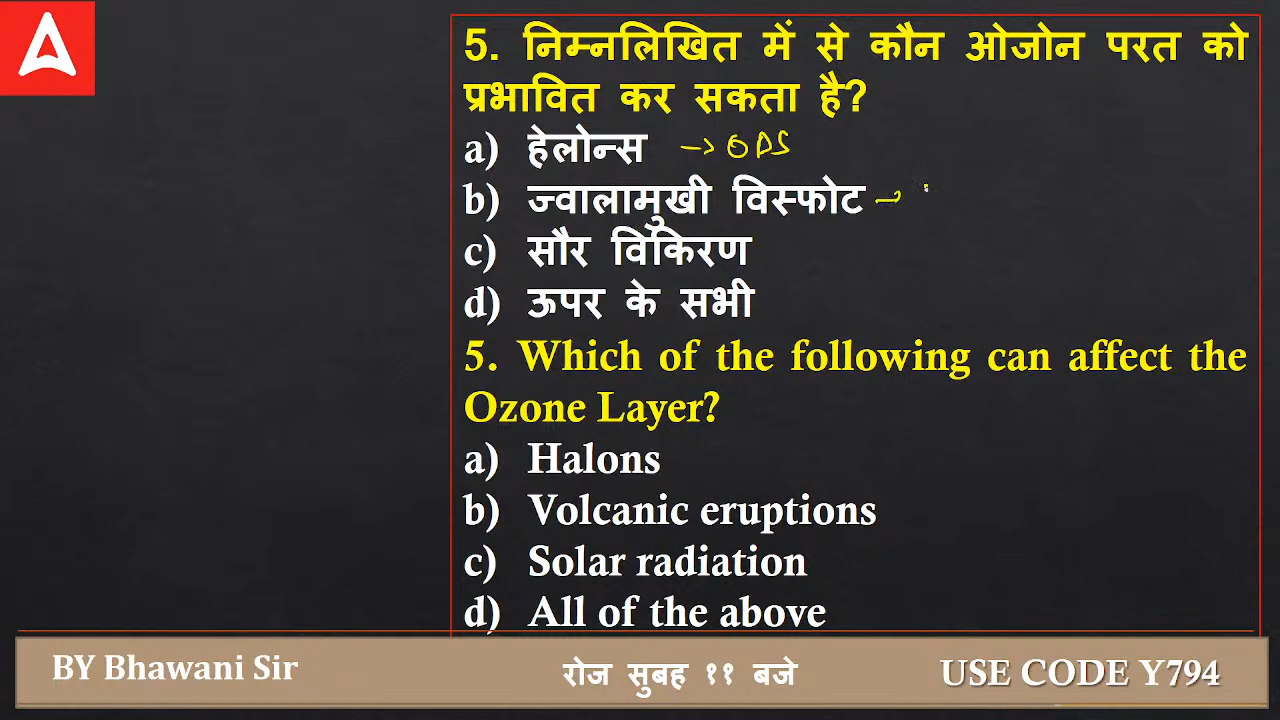 5. निम्नलिखित में से कौन ओजोन परत को
प्रभावित कर सकता है?
a) हेलोन्स → ODS
b) ज्वालामुखी विस्फोट →
c) सौर विकिरण
d) ऊपर के सभी
5. Which of the following can affect the
Ozone Layer?
a) Halons
b) Volcanic eruptions
c) Solar radiation
d) All of the above
BY Bhawani Sir
रोज सुबह ११ बजे
USE CODE Y794